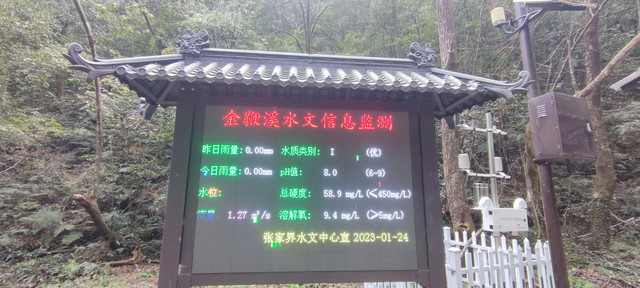 金鞭溪水文信息监测
昨日雨量:0.00mm 水质类别: I (优)
今日雨量:0.00mm pH值: 8.0 (6-9)
水位: 总硬度: 58.9 mg/L(≤450mg/L)
流量 1.27 m³/s 溶解氧: 9.4 mg/L (≥5mg/L)
张家界水文中心宣 2023-01-24